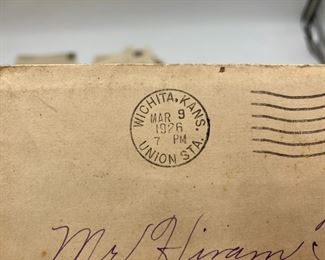 WICHITA, KANS.
MAR 9
1926
7 PM
UNION STA.
Mr Hiram